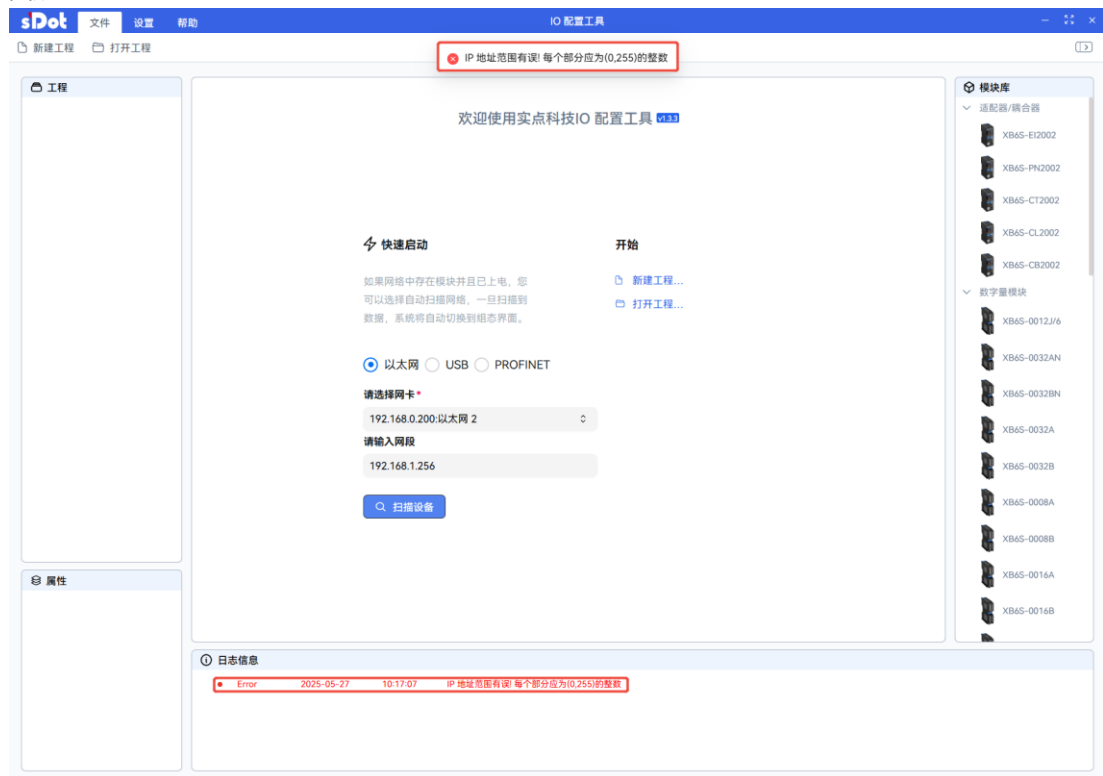 sDot 文件 设置 帮助 IO 配置工具
新建工程 打开工程
IP 地址范围有误! 每个部分应为(0,255)的整数
工程
欢迎使用实点科技IO 配置工具 v1.3.3
快速启动
如果网络中存在模块并且已上电, 您
可以选择自动扫描网络, 一旦扫描到
数据, 系统将自动切换到组态界面。
开始
新建工程...
打开工程...
以太网 USB PROFINET
请选择网卡*
192.168.0.200:以太网 2
请输入网段
192.168.1.256
扫描设备
模块库
适配器/耦合器
XB6S-EI2002
XB6S-PN2002
XB6S-CT2002
XB6S-CL2002
XB6S-CB2002
数字量模块
XB6S-0012J/6
XB6S-0032AN
XB6S-0032BN
XB6S-0032A
XB6S-0032B
XB6S-0008A
XB6S-0008B
XB6S-0016A
XB6S-0016B
属性
日志信息
Error 2025-05-27 10:17:07 IP 地址范围有误! 每个部分应为(0,255)的整数